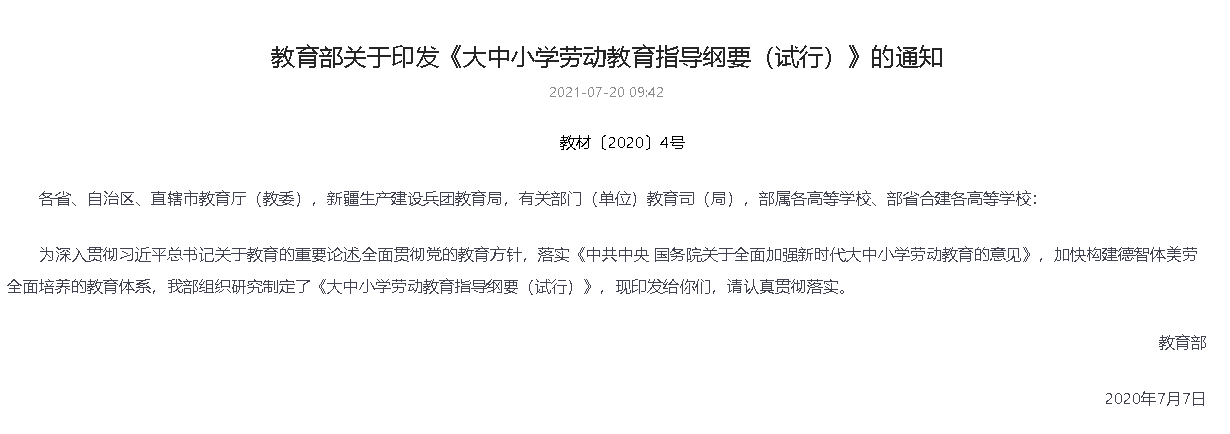 教育部关于印发《大中小学劳动教育指导纲要（试行）》的通知
2021-07-20 09:42
教材〔2020〕4号
各省、自治区、直辖市教育厅（教委），新疆生产建设兵团教育局，有关部门（单位）教育司（局），部属各高等学校、部省合建各高等学校：
为深入贯彻习近平总书记关于教育的重要论述,全面贯彻党的教育方针，落实《中共中央 国务院关于全面加强新时代大中小学劳动教育的意见》，加快构建德智体美劳
全面培养的教育体系，我部组织研究制定了《大中小学劳动教育指导纲要（试行）》，现印发给你们，请认真贯彻落实。
教育部
2020年7月7日